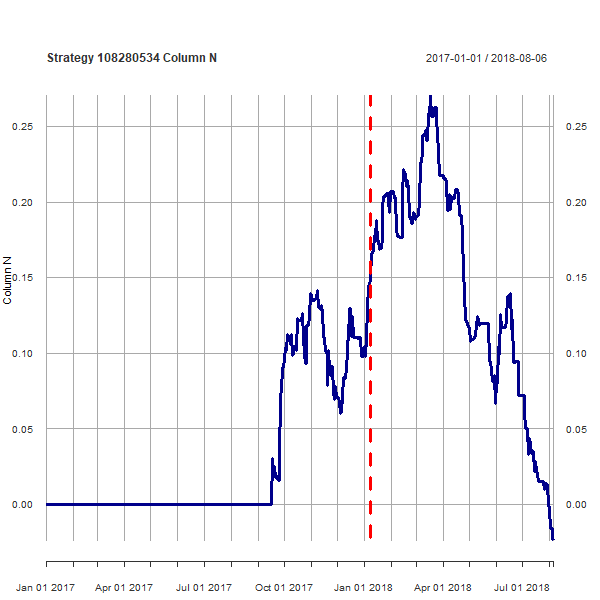 Strategy 108280534 Column N
2017-01-01 / 2018-08-06
0.25
0.25
0.20
0.20
0.15
0.15
Column N
0.10
0.10
0.05
0.05
0.00
0.00
Jan 01 2017
Apr 01 2017
Jul 01 2017
Oct 01 2017
Jan 01 2018
Apr 01 2018
Jul 01 2018